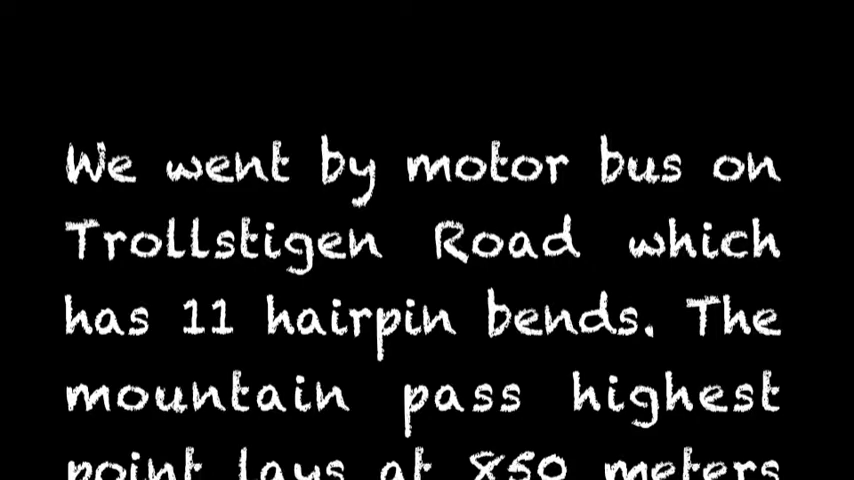 We went by motor bus on
Trollstigen Road which
has 11 hairpin bends. The
mountain pass highest
point lays at 850 meters